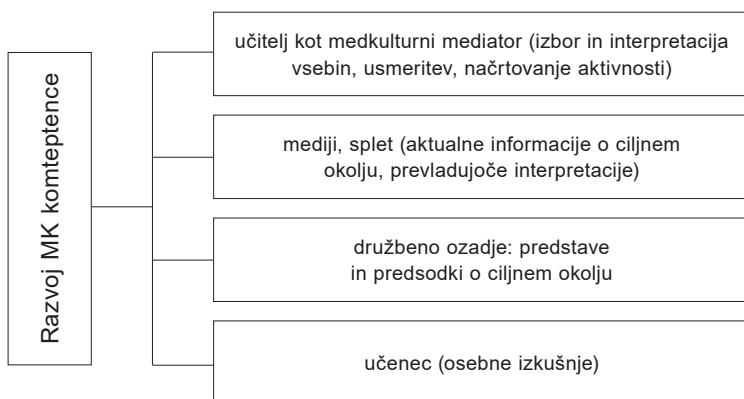 Razvoj MK komteptence
učitelj kot medkulturni mediator (izbor in interpretacija
vsebin, usmeritev, načrtovanje aktivnosti)
mediji, splet (aktualne informacije o ciljnem
okolju, prevladujoče interpretacije)
družbeno ozadje: predstave
in predsodki o ciljnem okolju
učenec (osebne izkušnje)